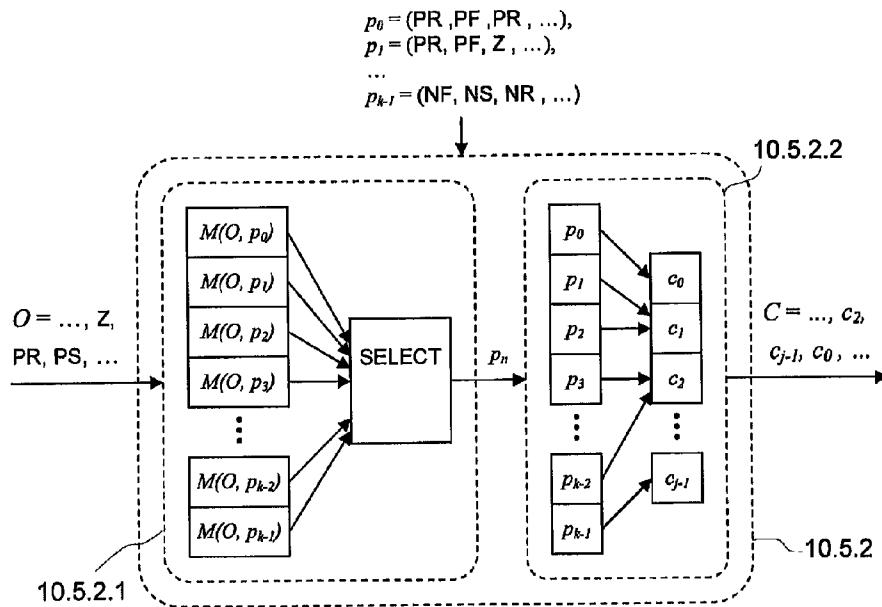 p₀ = (PR ,PF ,PR , ...),
p₁ = (PR, PF, Z , ...),
...
pₖ₋₁ = (NF, NS, NR , ...)
10.5.2.2
M(O, p₀)
M(O, p₁)
M(O, p₂)
M(O, p₃)
⋮
M(O, pₖ₋₂)
M(O, pₖ₋₁)
O = ..., Z,
PR, PS, ...
SELECT
pₙ
p₀
p₁
p₂
p₃
⋮
pₖ₋₂
pₖ₋₁
c₀
c₁
c₂
⋮
cⱼ₋₁
C = ..., c₂,
cⱼ₋₁, c₀, ...
10.5.2.1
10.5.2